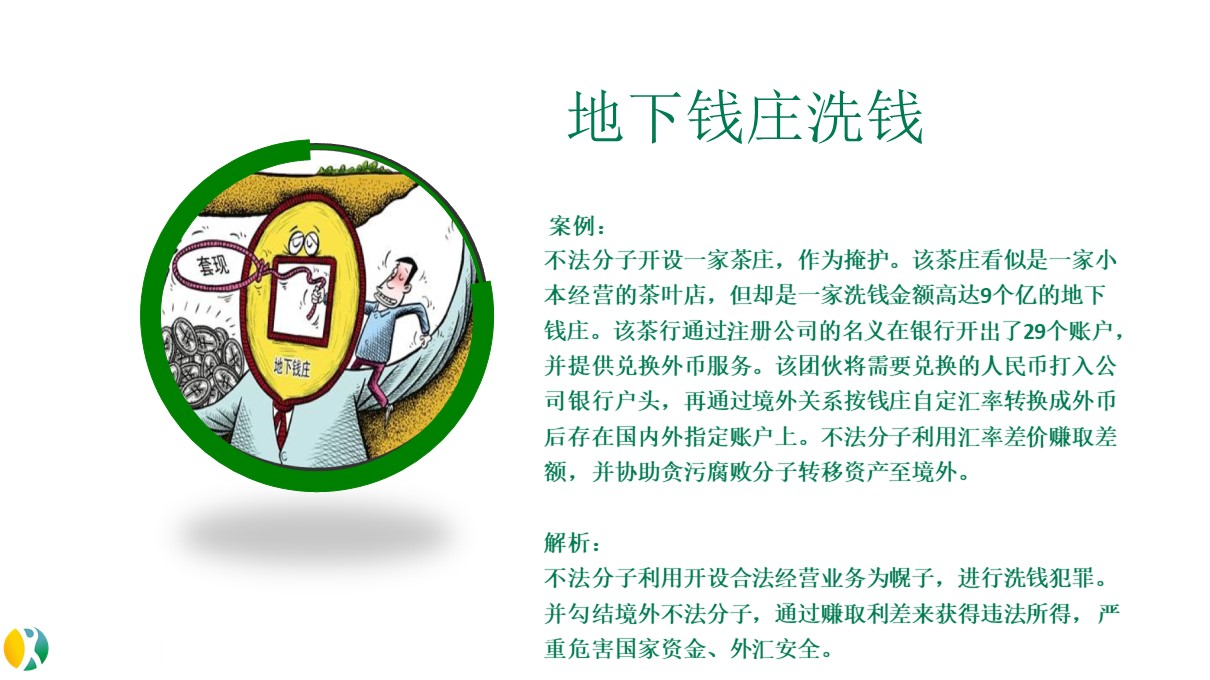 地下钱庄洗钱
套现
地下钱庄
案例：
不法分子开设一家茶庄，作为掩护。该茶庄看似是一家小
本经营的茶叶店，但却是一家洗钱金额高达9个亿的地下
钱庄。该茶行通过注册公司的名义在银行开出了29个账户，
并提供兑换外币服务。该团伙将需要兑换的人民币打入公
司银行户头，再通过境外关系按钱庄自定汇率转换成外币
后存在国内外指定账户上。不法分子利用汇率差价赚取差
额，并协助贪污腐败分子转移资产至境外。
解析：
不法分子利用开设合法经营业务为幌子，进行洗钱犯罪。
并勾结境外不法分子，通过赚取利差来获得违法所得， 严
重危害国家资金、外汇安全。